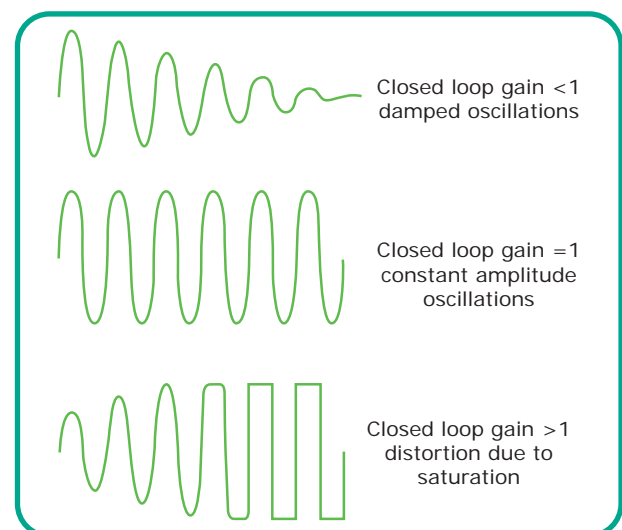 Closed loop gain <1
damped oscillations
Closed loop gain =1
constant amplitude
oscillations
Closed loop gain >1
distortion due to
saturation